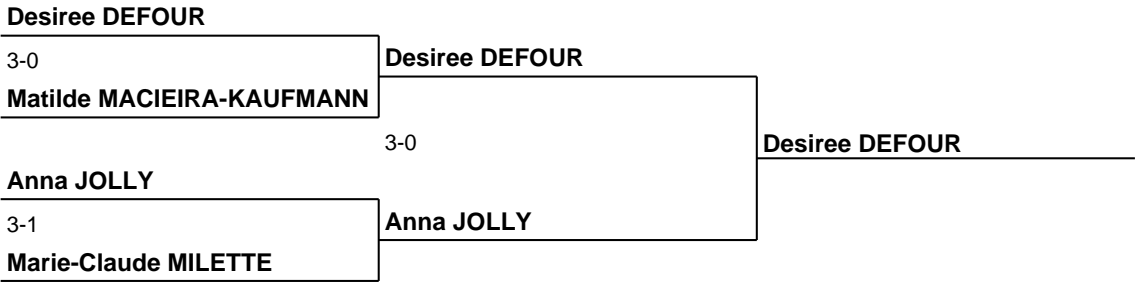 Desiree DEFOUR
3-0
Desiree DEFOUR
Matilde MACIEIRA-KAUFMANN
3-0
Desiree DEFOUR
Anna JOLLY
3-1
Anna JOLLY
Marie-Claude MILETTE